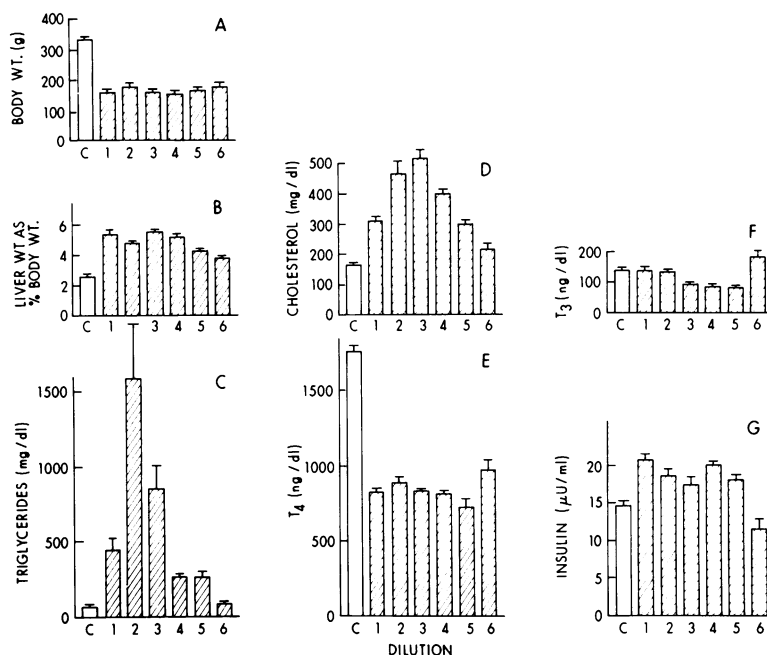 A
BODY WT. (g)
400
300
200
100
0
C 1 2 3 4 5 6
B
LIVER WT AS
% BODY WT.
6
4
2
0
C 1 2 3 4 5 6
C
TRIGLYCERIDES (mg/dl)
1500
1000
500
0
C 1 2 3 4 5 6
D
CHOLESTEROL (mg/dl)
500
400
300
200
100
0
C 1 2 3 4 5 6
E
T4 (ng/dl)
1500
1000
500
0
C 1 2 3 4 5 6
DILUTION
F
T3 (ng/dl)
200
100
0
C 1 2 3 4 5 6
G
INSULIN (μU/ml)
20
15
10
5
0
C 1 2 3 4 5 6